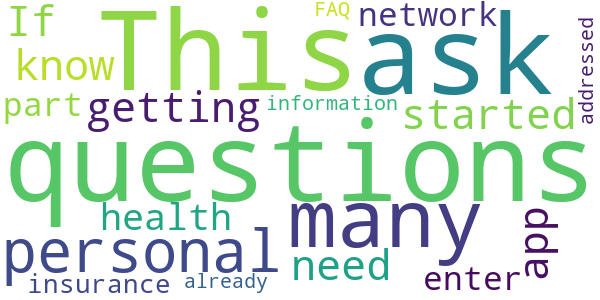 If
This
FAQ
network
ask
addressed
know
part
getting
information
started
questions
health
many
personal
need
app
enter
insurance
already